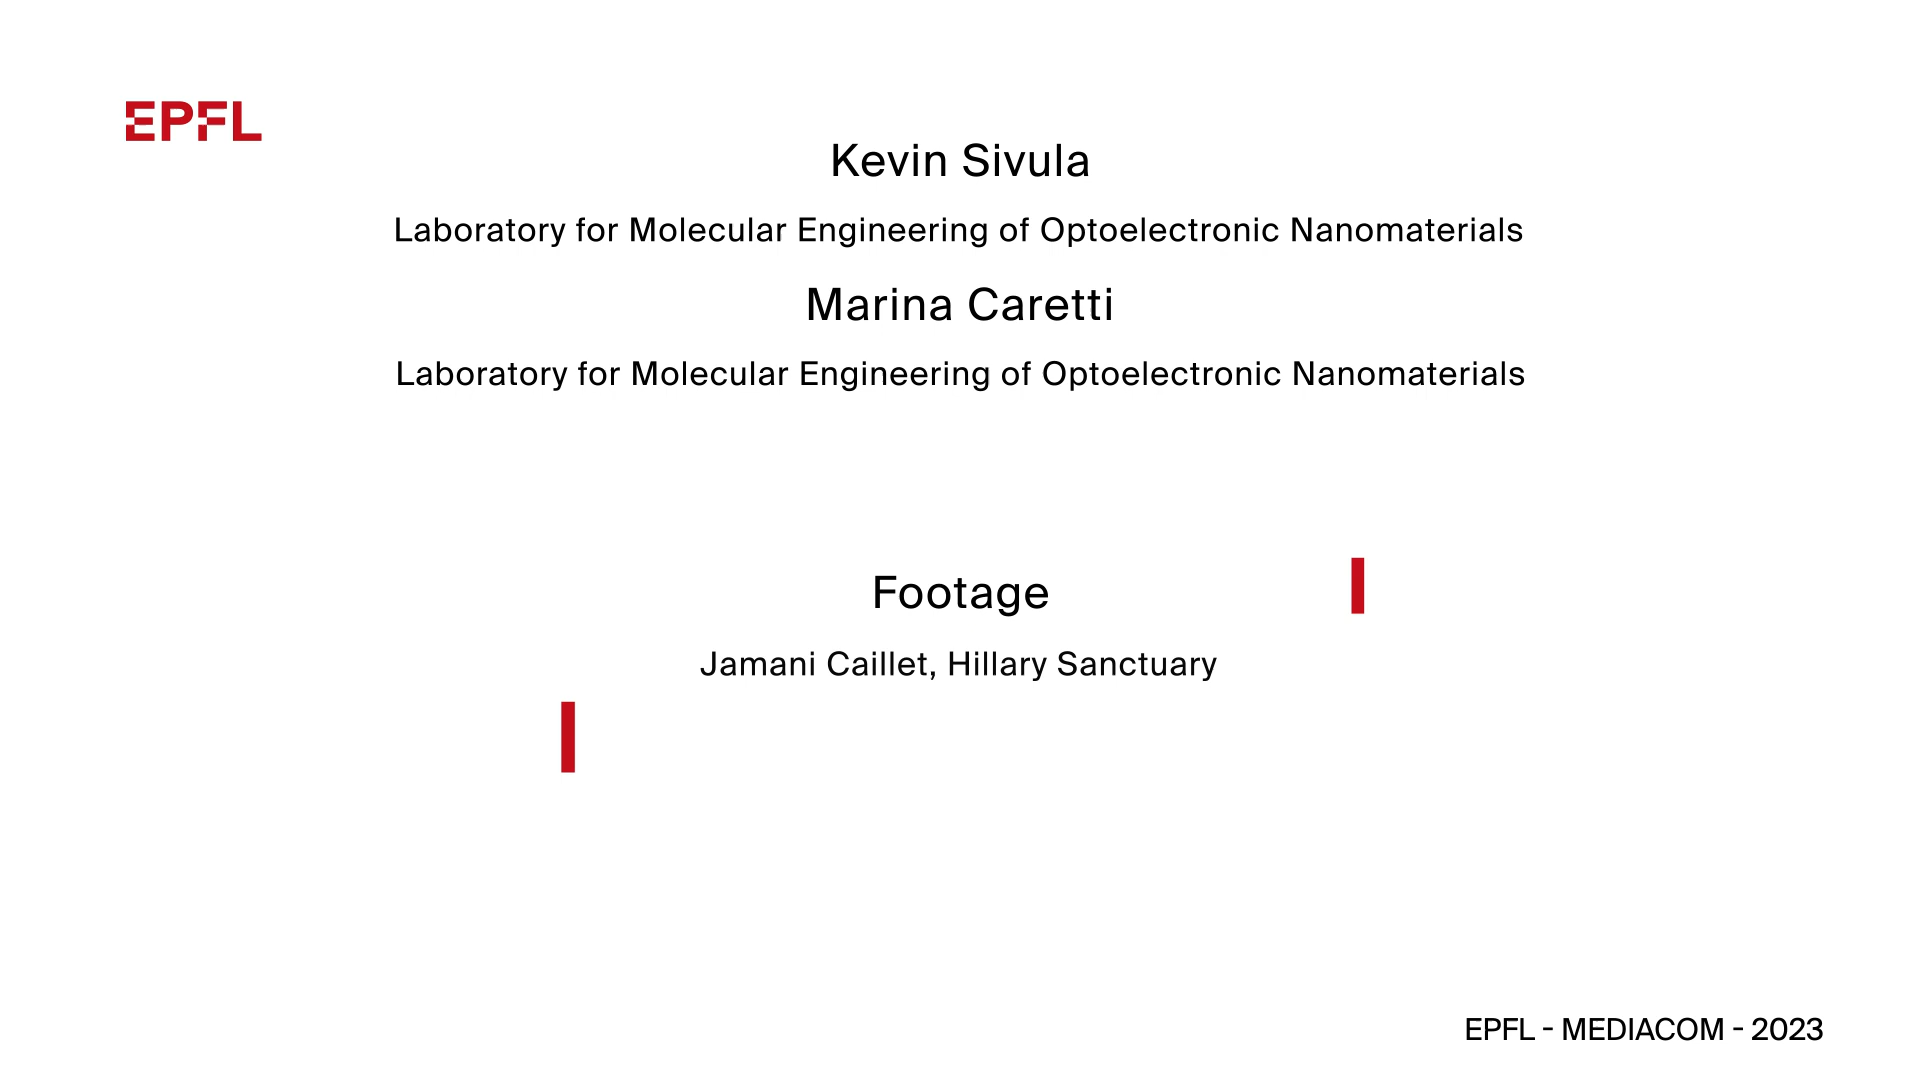 EPFL
Kevin Sivula
Laboratory for Molecular Engineering of Optoelectronic Nanomaterials
Marina Caretti
Laboratory for Molecular Engineering of Optoelectronic Nanomaterials
Footage
Jamani Caillet, Hillary Sanctuary
EPFL - MEDIACOM - 2023